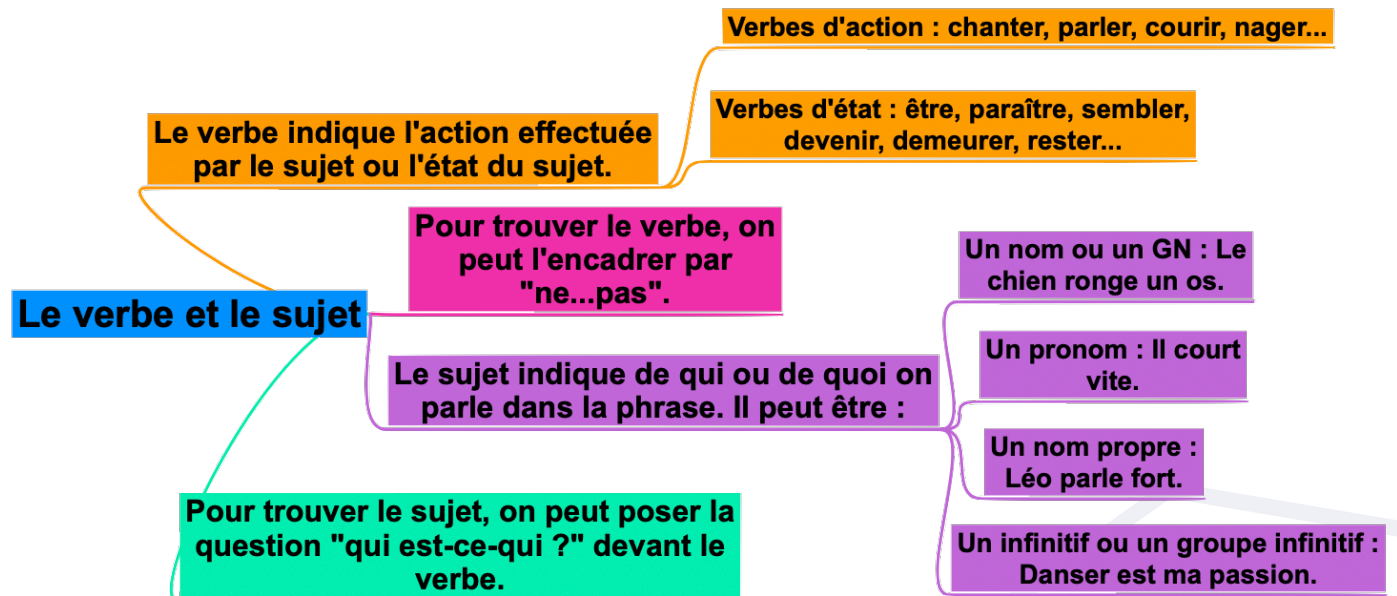 Verbes d'action : chanter, parler, courir, nager...
Verbes d'état : être, paraître, sembler,
devenir, demeurer, rester...
Le verbe indique l'action effectuée
par le sujet ou l'état du sujet.
Pour trouver le verbe, on
peut l'encadrer par
"ne...pas".
Le verbe et le sujet
Le sujet indique de qui ou de quoi on
parle dans la phrase. Il peut être :
Un nom ou un GN : Le
chien ronge un os.
Un pronom : Il court
vite.
Un nom propre :
Léo parle fort.
Un infinitif ou un groupe infinitif :
Danser est ma passion.
Pour trouver le sujet, on peut poser la
question "qui est-ce-qui ?" devant le
verbe.